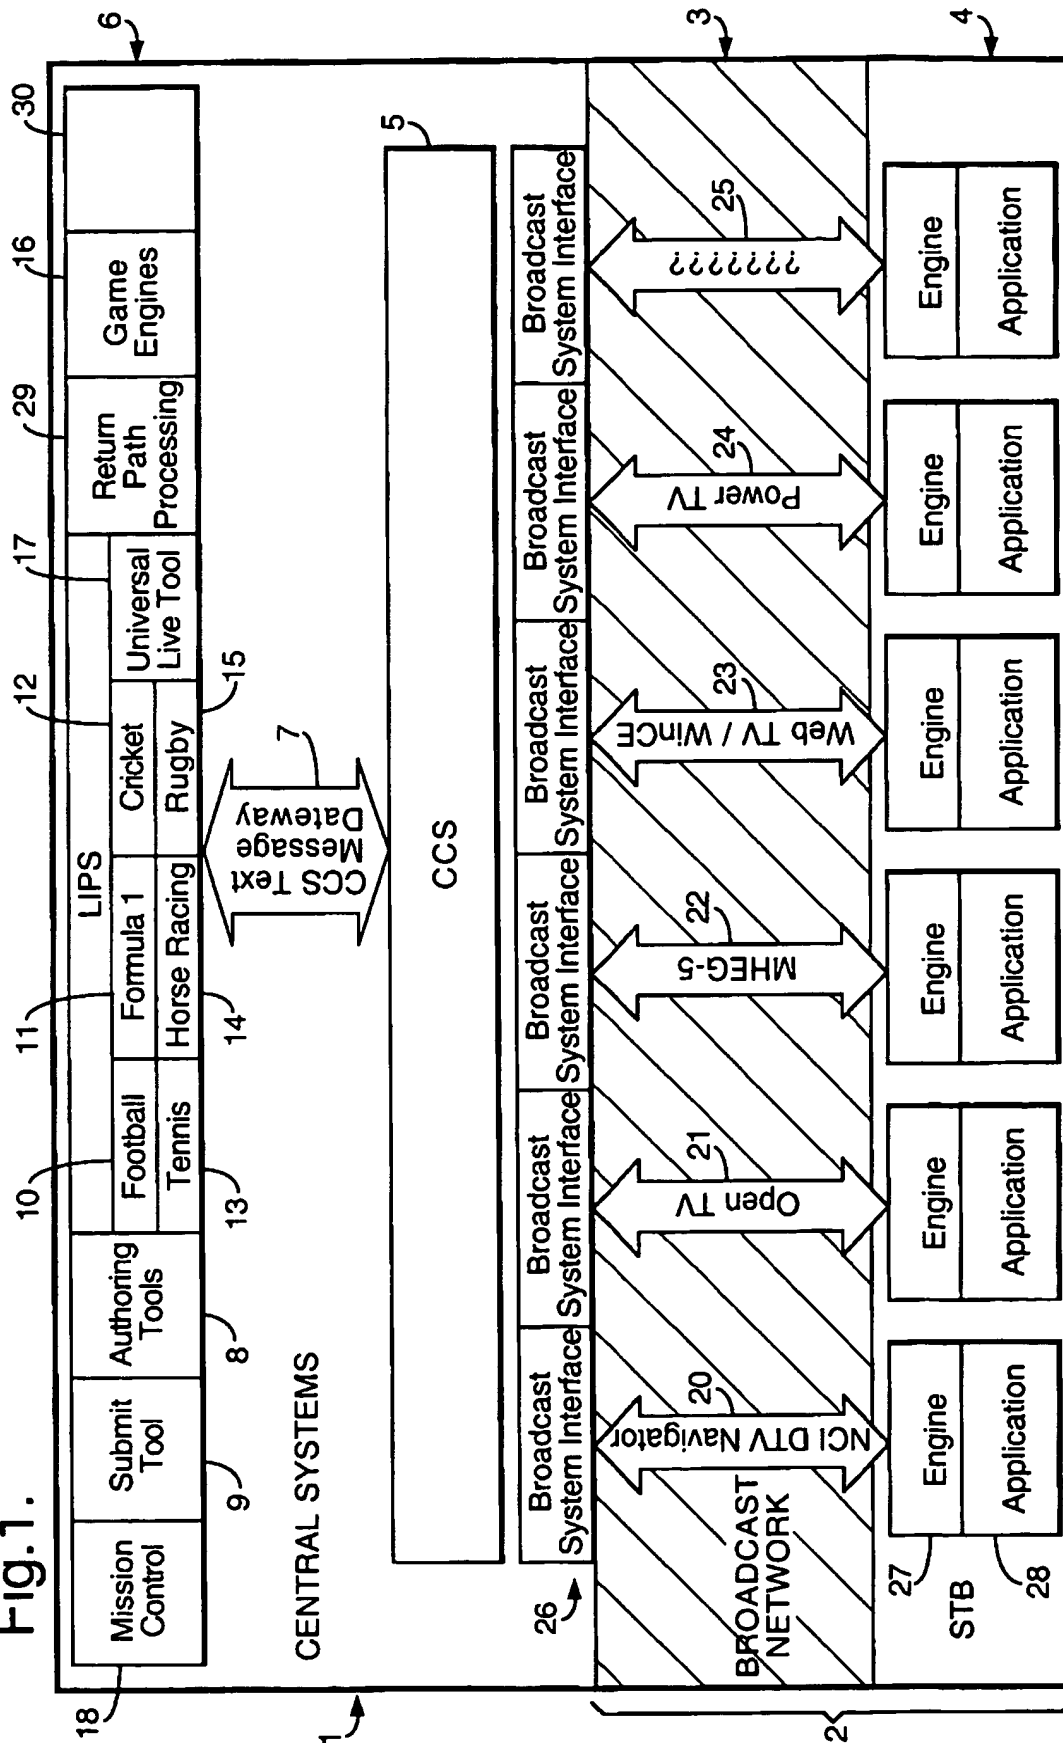 Fig.1.
6
18
9
8
10
11
12
17
29
16
30
Mission
Control
Submit
Tool
Authoring
Tools
LIPS
Football
Formula 1
Cricket
Tennis
Horse Racing
Rugby
Universal
Live Tool
Return
Path
Processing
Game
Engines
13
14
15
CENTRAL SYSTEMS
1
CCS Text
Message
Dateway
7
5
CCS
26
Broadcast
System Interface
Broadcast
System Interface
Broadcast
System Interface
Broadcast
System Interface
Broadcast
System Interface
Broadcast
System Interface
3
BROADCAST
NETWORK
2
NCI DTV Navigator
20
Open TV
21
MHEG-5
22
Web TV / WinCE
23
Power TV
24
???????
25
4
STB
27
28
Engine
Application
Engine
Application
Engine
Application
Engine
Application
Engine
Application
Engine
Application